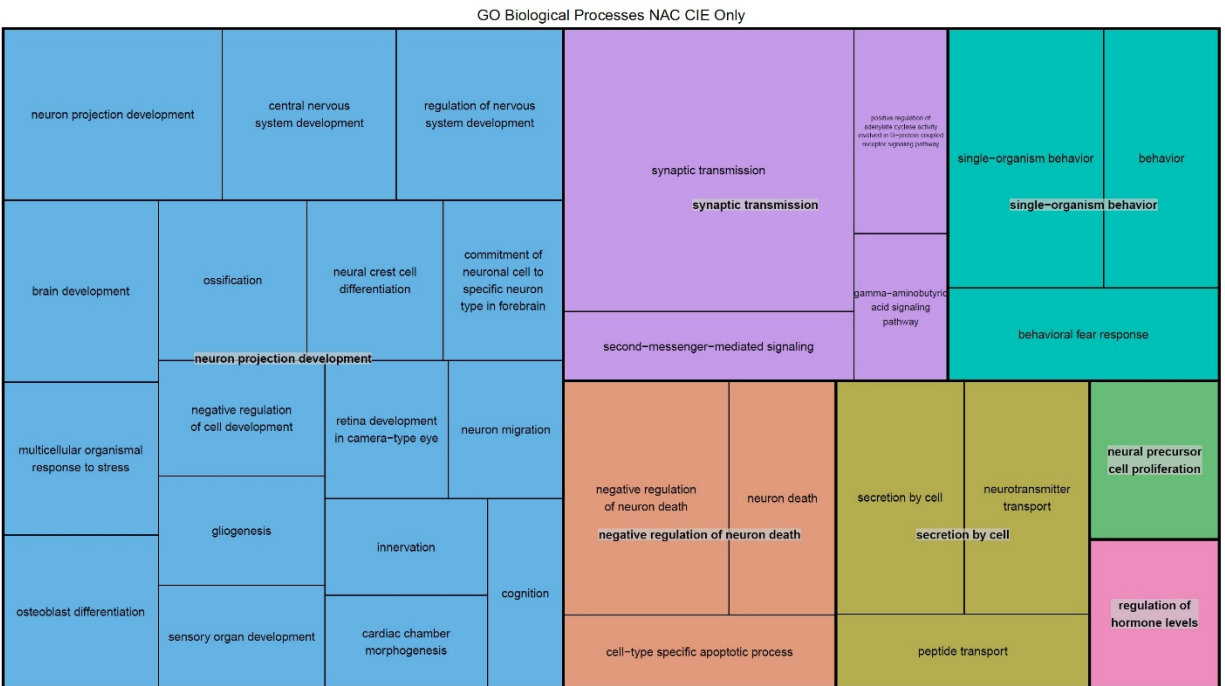 GO Biological Processes NAC CIE Only
neuron projection development
central nervous
system development
regulation of nervous
system development
brain development
ossification
neural crest cell
differentiation
commitment of
neuronal cell to
specific neuron
type in forebrain
neuron projection development
multicellular organismal
response to stress
negative regulation
of cell development
retina development
in camera−type eye
neuron migration
gliogenesis
innervation
cognition
osteoblast differentiation
sensory organ development
cardiac chamber
morphogenesis
synaptic transmission
synaptic transmission
positive regulation of
adenylate cyclase activity
involved in G−protein coupled
receptor signaling pathway
gamma−aminobutyric
acid signaling
pathway
second−messenger−mediated signaling
single−organism behavior
behavior
single−organism behavior
behavioral fear response
negative regulation
of neuron death
neuron death
negative regulation of neuron death
cell−type specific apoptotic process
secretion by cell
neurotransmitter
transport
secretion by cell
peptide transport
neural precursor
cell proliferation
regulation of
hormone levels